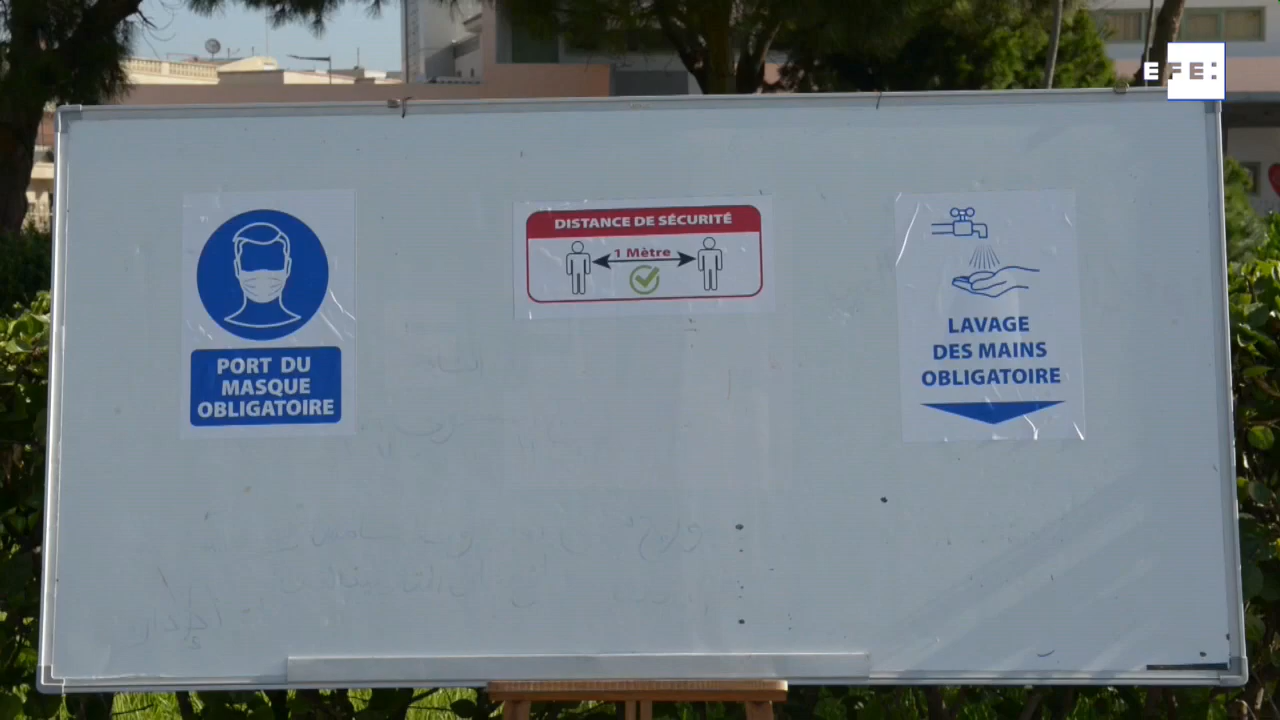 EFE:
PORT DU
MASQUE
OBLIGATOIRE
DISTANCE DE SÉCURITÉ
1 Mètre
LAVAGE
DES MAINS
OBLIGATOIRE